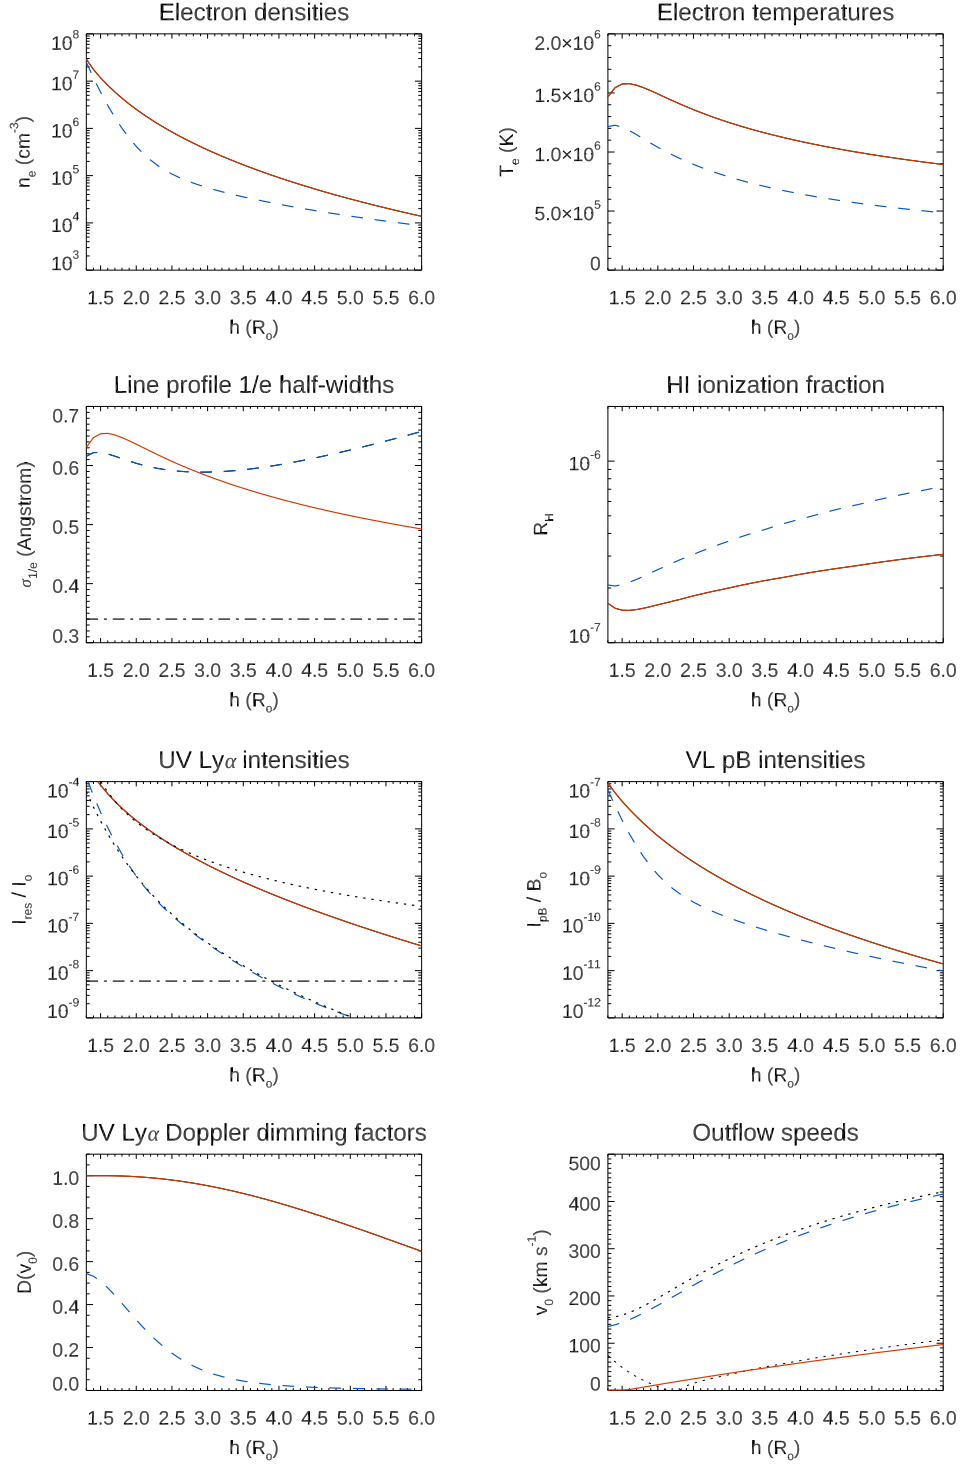 Electron densities
10^8
10^7
10^6
10^5
10^4
10^3
n_e (cm^-3)
1.5 2.0 2.5 3.0 3.5 4.0 4.5 5.0 5.5 6.0
h (R_o)
Electron temperatures
2.0×10^6
1.5×10^6
1.0×10^6
5.0×10^5
0
T_e (K)
1.5 2.0 2.5 3.0 3.5 4.0 4.5 5.0 5.5 6.0
h (R_o)
Line profile 1/e half-widths
0.7
0.6
0.5
0.4
0.3
σ_1/e (Angstrom)
1.5 2.0 2.5 3.0 3.5 4.0 4.5 5.0 5.5 6.0
h (R_o)
HI ionization fraction
10^-6
10^-7
R_H
1.5 2.0 2.5 3.0 3.5 4.0 4.5 5.0 5.5 6.0
h (R_o)
UV Lyα intensities
10^-4
10^-5
10^-6
10^-7
10^-8
10^-9
I_res / I_o
1.5 2.0 2.5 3.0 3.5 4.0 4.5 5.0 5.5 6.0
h (R_o)
VL pB intensities
10^-7
10^-8
10^-9
10^-10
10^-11
10^-12
I_pB / B_o
1.5 2.0 2.5 3.0 3.5 4.0 4.5 5.0 5.5 6.0
h (R_o)
UV Lyα Doppler dimming factors
1.0
0.8
0.6
0.4
0.2
0.0
D(v_0)
1.5 2.0 2.5 3.0 3.5 4.0 4.5 5.0 5.5 6.0
h (R_o)
Outflow speeds
500
400
300
200
100
0
v_0 (km s^-1)
1.5 2.0 2.5 3.0 3.5 4.0 4.5 5.0 5.5 6.0
h (R_o)